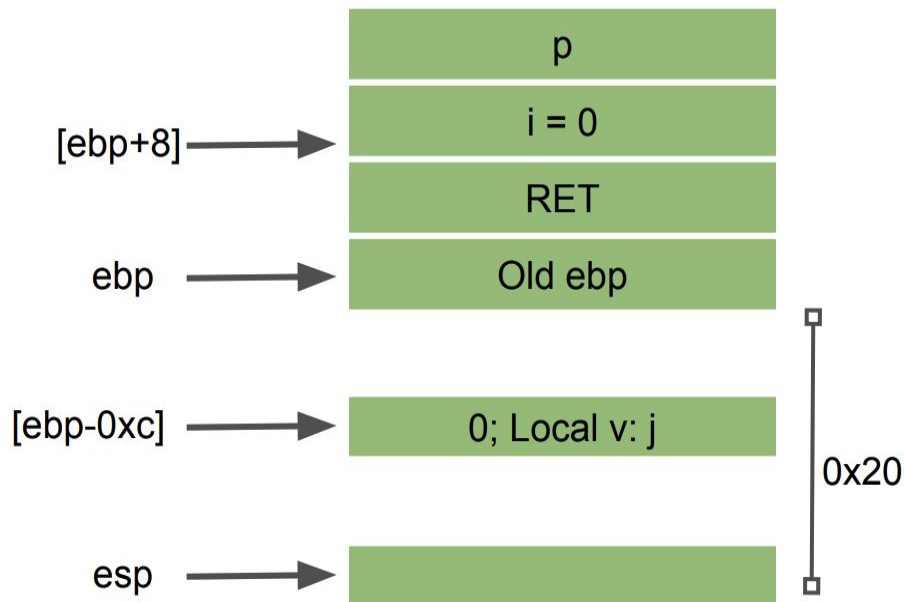 p
[ebp+8]
i = 0
RET
ebp
Old ebp
[ebp-0xc]
0; Local v: j
0x20
esp